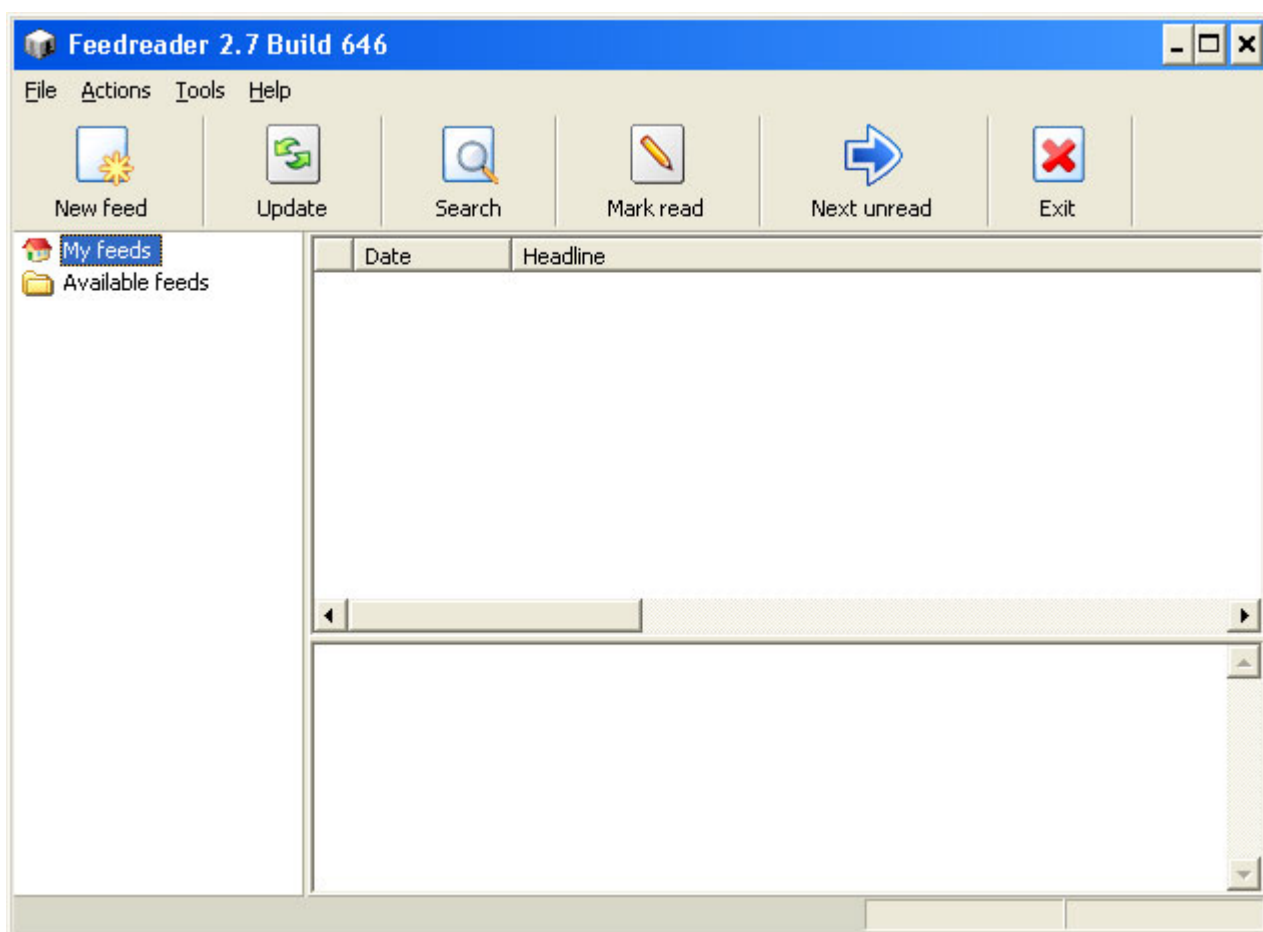 Feedreader 2.7 Build 646
File Actions Tools Help
New feed Update Search Mark read Next unread Exit
My feeds
Available feeds
Date Headline